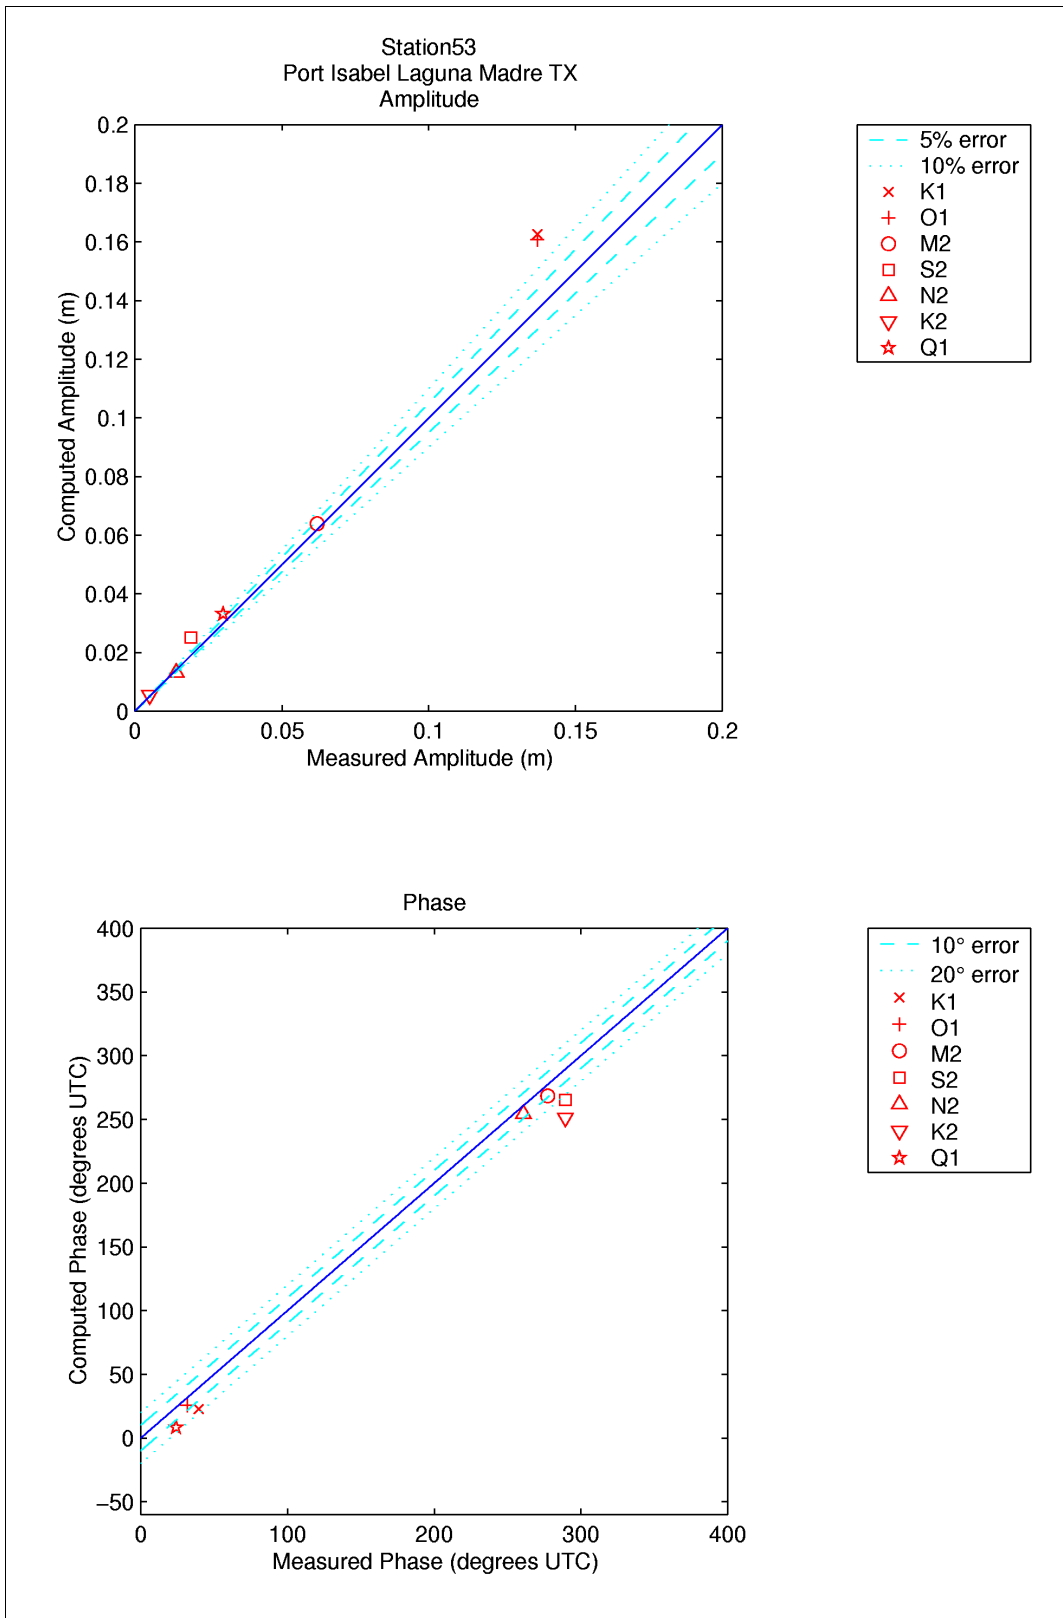 Station53
Port Isabel Laguna Madre TX
Amplitude
0.2
0.18
0.16
0.14
0.12
0.1
0.08
0.06
0.04
0.02
0
Computed Amplitude (m)
0
0.05
0.1
0.15
0.2
Measured Amplitude (m)
5% error
10% error
K1
O1
M2
S2
N2
K2
Q1
Phase
400
350
300
250
200
150
100
50
0
−50
Computed Phase (degrees UTC)
0
100
200
300
400
Measured Phase (degrees UTC)
10° error
20° error
K1
O1
M2
S2
N2
K2
Q1